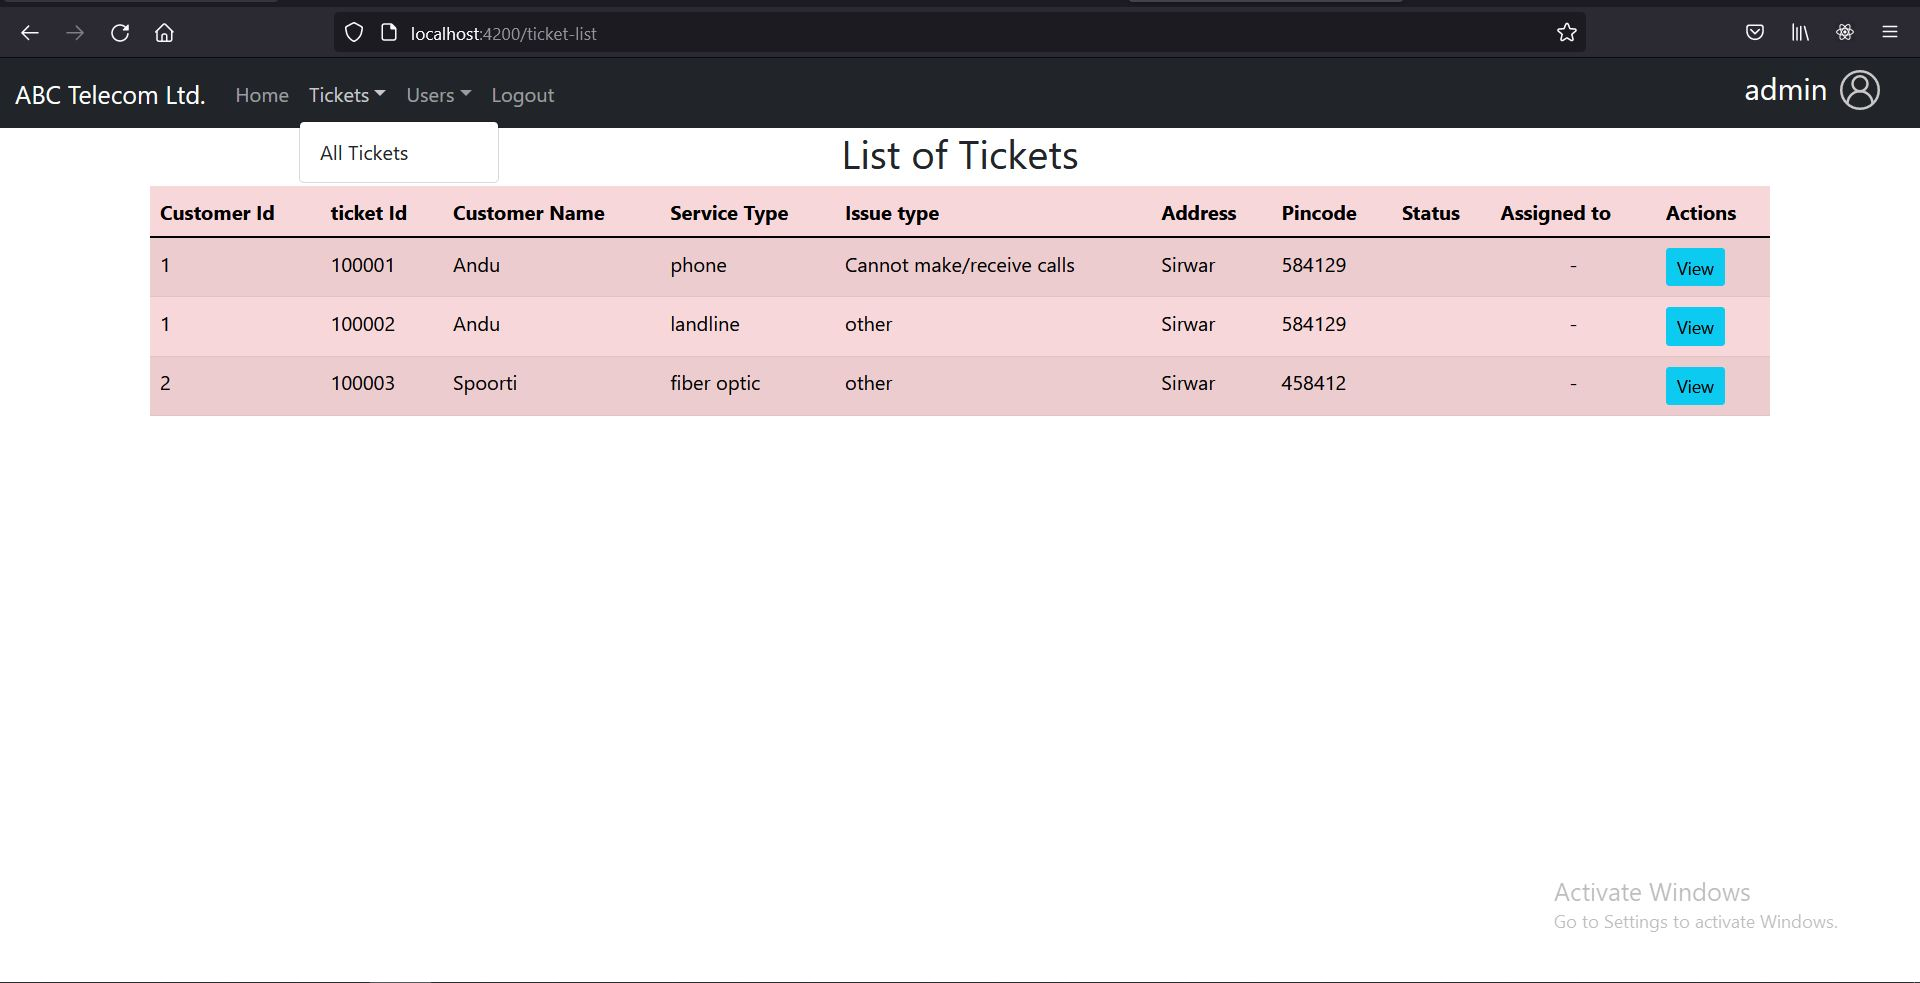 localhost:4200/ticket-list
ABC Telecom Ltd. Home Tickets Users Logout admin
All Tickets
List of Tickets
Customer Id ticket Id Customer Name Service Type Issue type Address Pincode Status Assigned to Actions
1 100001 Andu phone Cannot make/receive calls Sirwar 584129 - View
1 100002 Andu landline other Sirwar 584129 - View
2 100003 Spoorti fiber optic other Sirwar 458412 - View
Activate Windows
Go to Settings to activate Windows.